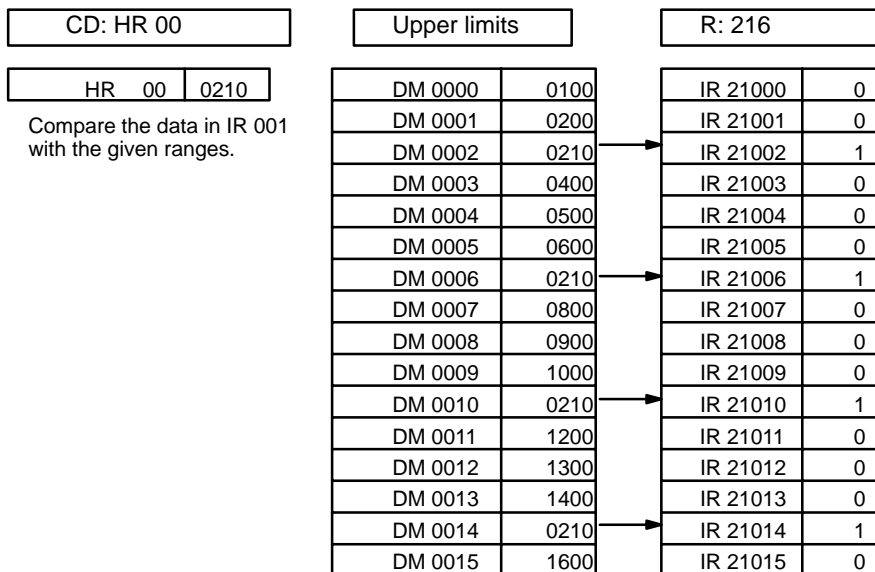 CD: HR 00 Upper limits R: 216
HR 00 0210
Compare the data in IR 001
with the given ranges.
DM 0000 0100 IR 21000 0
DM 0001 0200 IR 21001 0
DM 0002 0210 IR 21002 1
DM 0003 0400 IR 21003 0
DM 0004 0500 IR 21004 0
DM 0005 0600 IR 21005 0
DM 0006 0210 IR 21006 1
DM 0007 0800 IR 21007 0
DM 0008 0900 IR 21008 0
DM 0009 1000 IR 21009 0
DM 0010 0210 IR 21010 1
DM 0011 1200 IR 21011 0
DM 0012 1300 IR 21012 0
DM 0013 1400 IR 21013 0
DM 0014 0210 IR 21014 1
DM 0015 1600 IR 21015 0